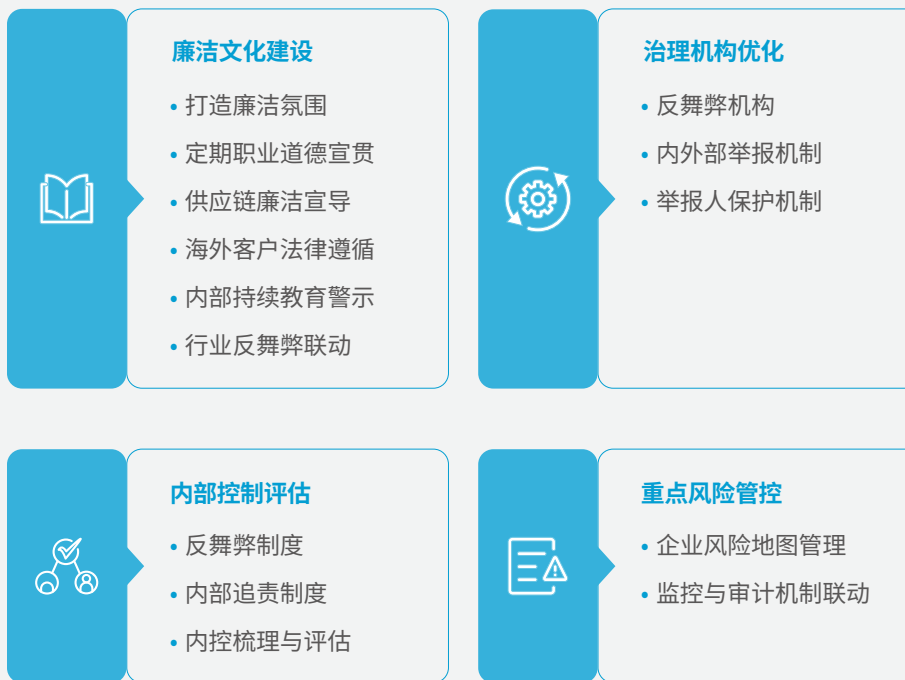 廉洁文化建设
• 打造廉洁氛围
• 定期职业道德宣贯
• 供应链廉洁宣导
• 海外客户法律遵循
• 内部持续教育警示
• 行业反舞弊联动
治理机构优化
• 反舞弊机构
• 内外部举报机制
• 举报人保护机制
内部控制评估
• 反舞弊制度
• 内部追责制度
• 内控梳理与评估
重点风险管控
• 企业风险地图管理
• 监控与审计机制联动